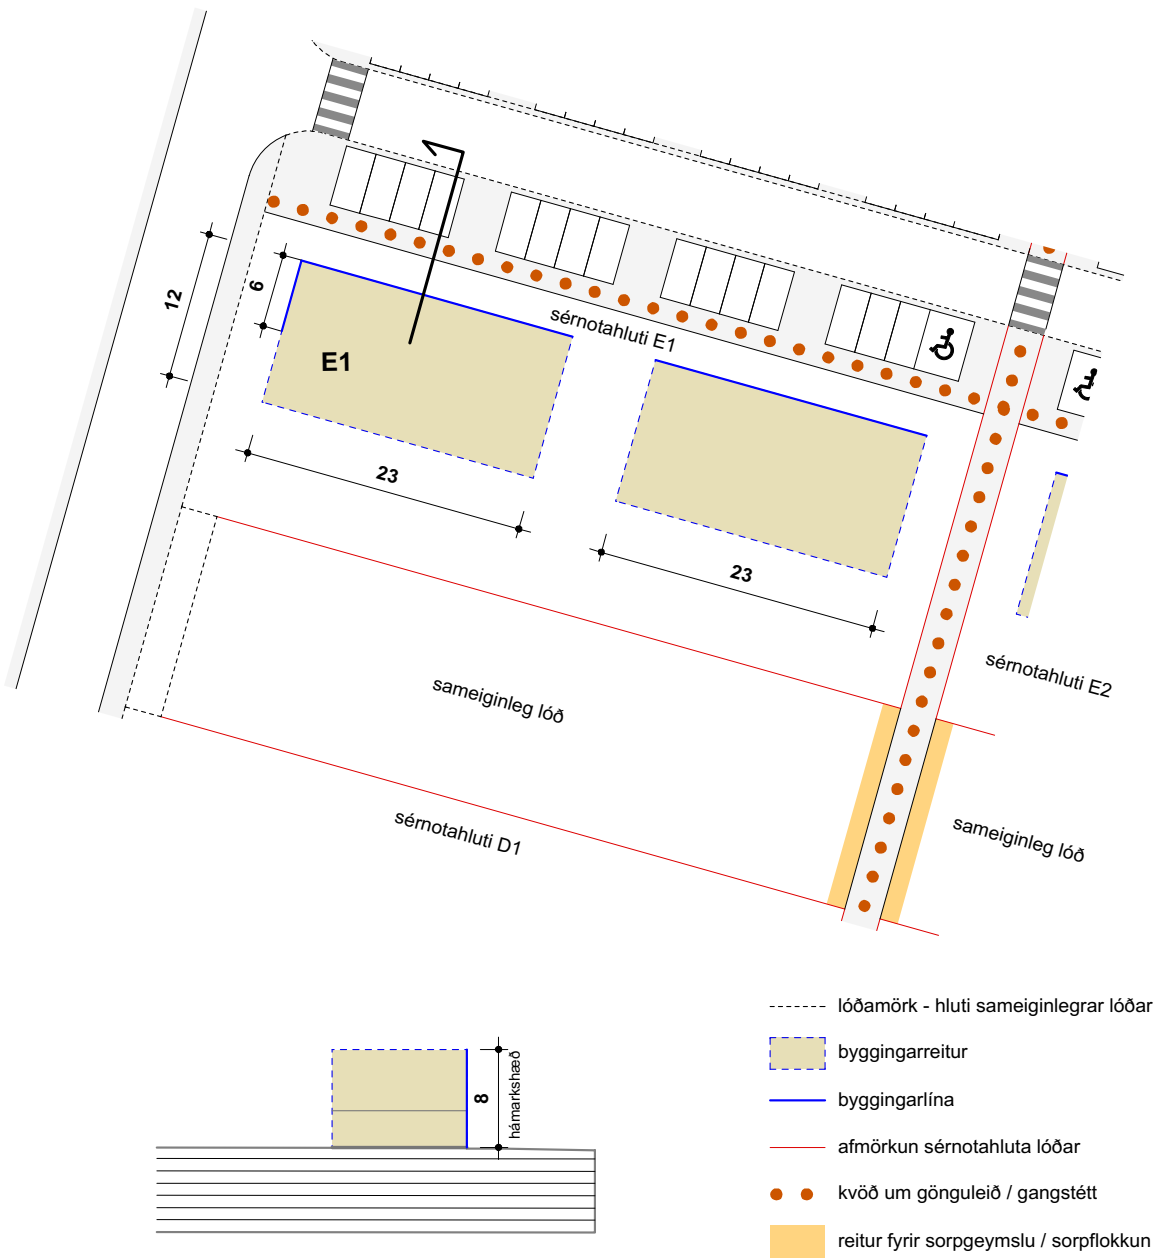 12
6
E1
sérnotahluti E1
23
23
sérnotahluti E2
sameiginleg lóð
sérnotahluti D1
sameiginleg lóð
8
hámarkshæð
lóðamörk - hluti sameiginlegrar lóðar
byggingarreitur
byggingarlína
afmörkun sérnotahluta lóðar
kvöð um gönguleið / gangstétt
reitur fyrir sorpgeymslu / sorpflokkun